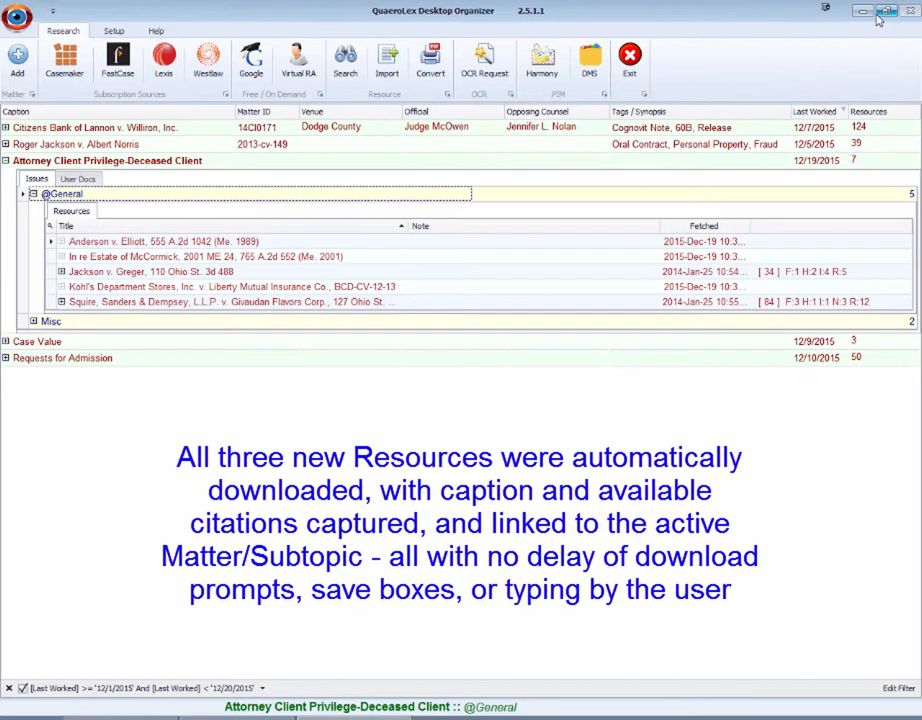 QuaeroLex Desktop Organizer 2.5.1.1
Research Setup Help
Add Casemaker FastCase Lexis Westlaw Google Virtual RA Search Import Convert OCR Request Harmony DMS Exit
Matter Subscription Sources Free / On Demand Resource OCR PIM
Caption Matter ID Venue Official Opposing Counsel Tags / Synopsis Last Worked Resources
Citizens Bank of Lannon v. Williron, Inc. 14CI0171 Dodge County Judge McOwen Jennifer L. Nolan Cognovit Note, 60B, Release 12/7/2015 124
Roger Jackson v. Albert Norris 2013-cv-149 Oral Contract, Personal Property, Fraud 12/5/2015 39
Attorney Client Privilege-Deceased Client 12/19/2015 7
Issues User Docs
@General 5
Resources
Title Note Fetched
Anderson v. Elliott, 555 A.2d 1042 (Me. 1989) 2015-Dec-19 10:3...
In re Estate of McCormick, 2001 ME 24, 765 A.2d 552 (Me. 2001) 2015-Dec-19 10:3...
Jackson v. Greger, 110 Ohio St. 3d 488 2014-Jan-25 10:54... [ 34 ] F:1 H:2 I:4 R:5
Kohl's Department Stores, Inc. v. Liberty Mutual Insurance Co., BCD-CV-12-13 2015-Dec-19 10:3...
Squire, Sanders & Dempsey, L.L.P. v. Givaudan Flavors Corp., 127 Ohio St. ... 2014-Jan-25 10:55... [ 84 ] F:3 H:1 I:1 N:3 R:12
Misc 2
Case Value 12/9/2015 3
Requests for Admission 12/10/2015 50
All three new Resources were automatically
downloaded, with caption and available
citations captured, and linked to the active
Matter/Subtopic - all with no delay of download
prompts, save boxes, or typing by the user
[Last Worked] >= '12/1/2015' And [Last Worked] < '12/20/2015' Edit Filter
Attorney Client Privilege-Deceased Client :: @General